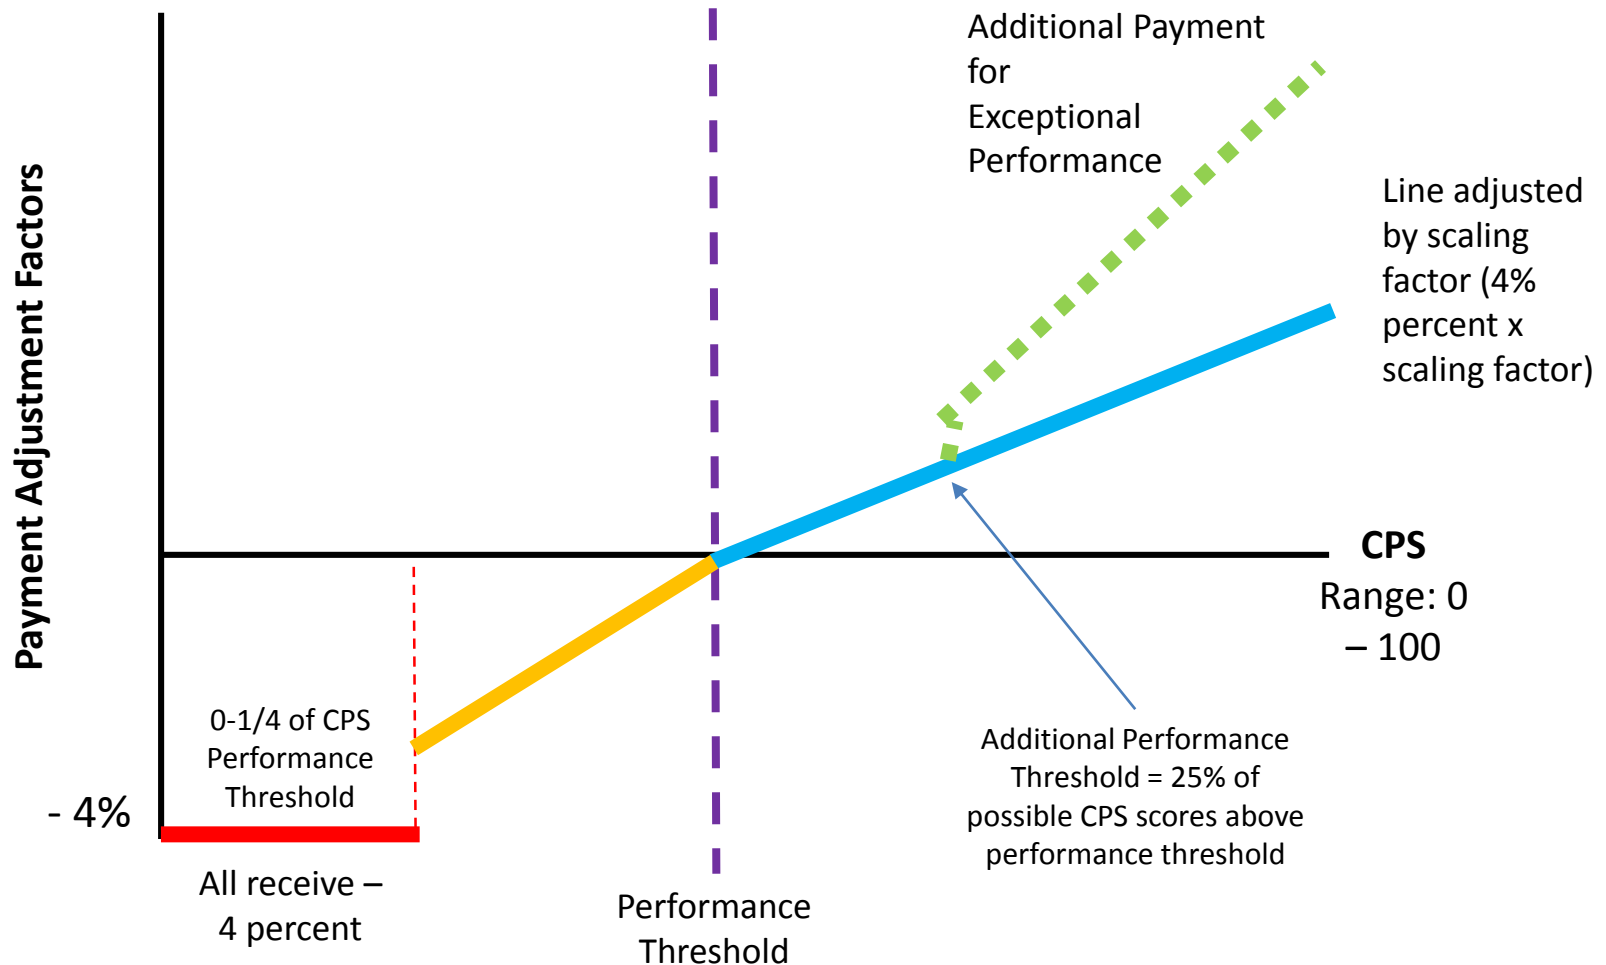 Payment Adjustment Factors
Additional Payment
for
Exceptional
Performance
Line adjusted
by scaling
factor (4%
percent x
scaling factor)
CPS
Range: 0
– 100
0-1/4 of CPS
Performance
Threshold
- 4%
All receive –
4 percent
Performance
Threshold
Additional Performance
Threshold = 25% of
possible CPS scores above
performance threshold